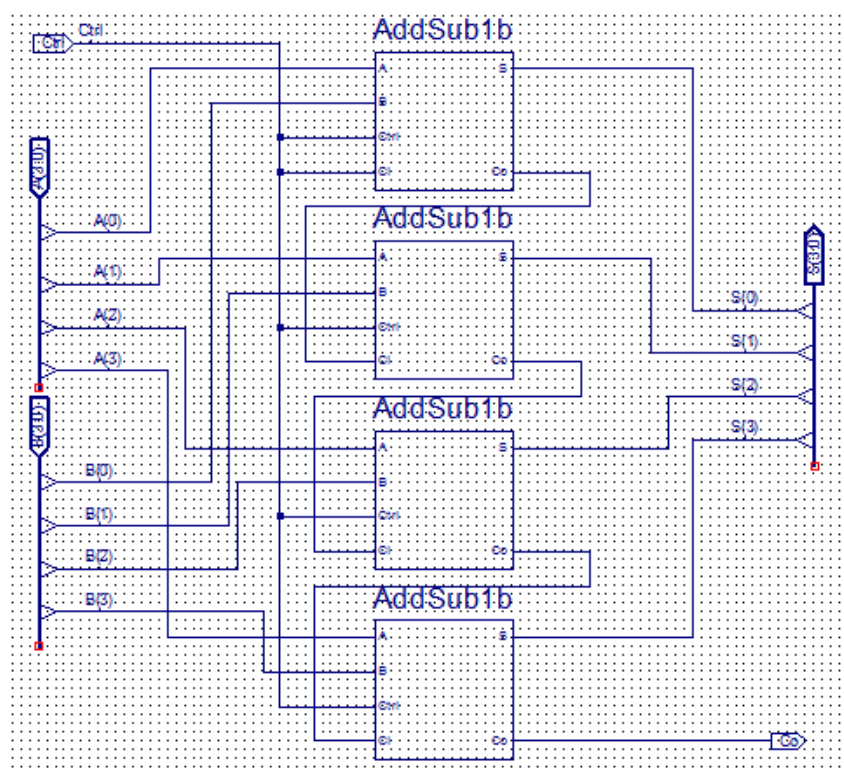 Ctrl
Ctrl
AddSub1b
A
S
B
Ctrl
Ci
Co
A(3:0)
A(0)
A(1)
A(2)
A(3)
AddSub1b
A
S
B
Ctrl
Ci
Co
S(3:0)
S(0)
S(1)
S(2)
S(3)
B(3:0)
B(0)
B(1)
B(2)
B(3)
AddSub1b
A
S
B
Ctrl
Ci
Co
AddSub1b
A
S
B
Ctrl
Ci
Co
Co